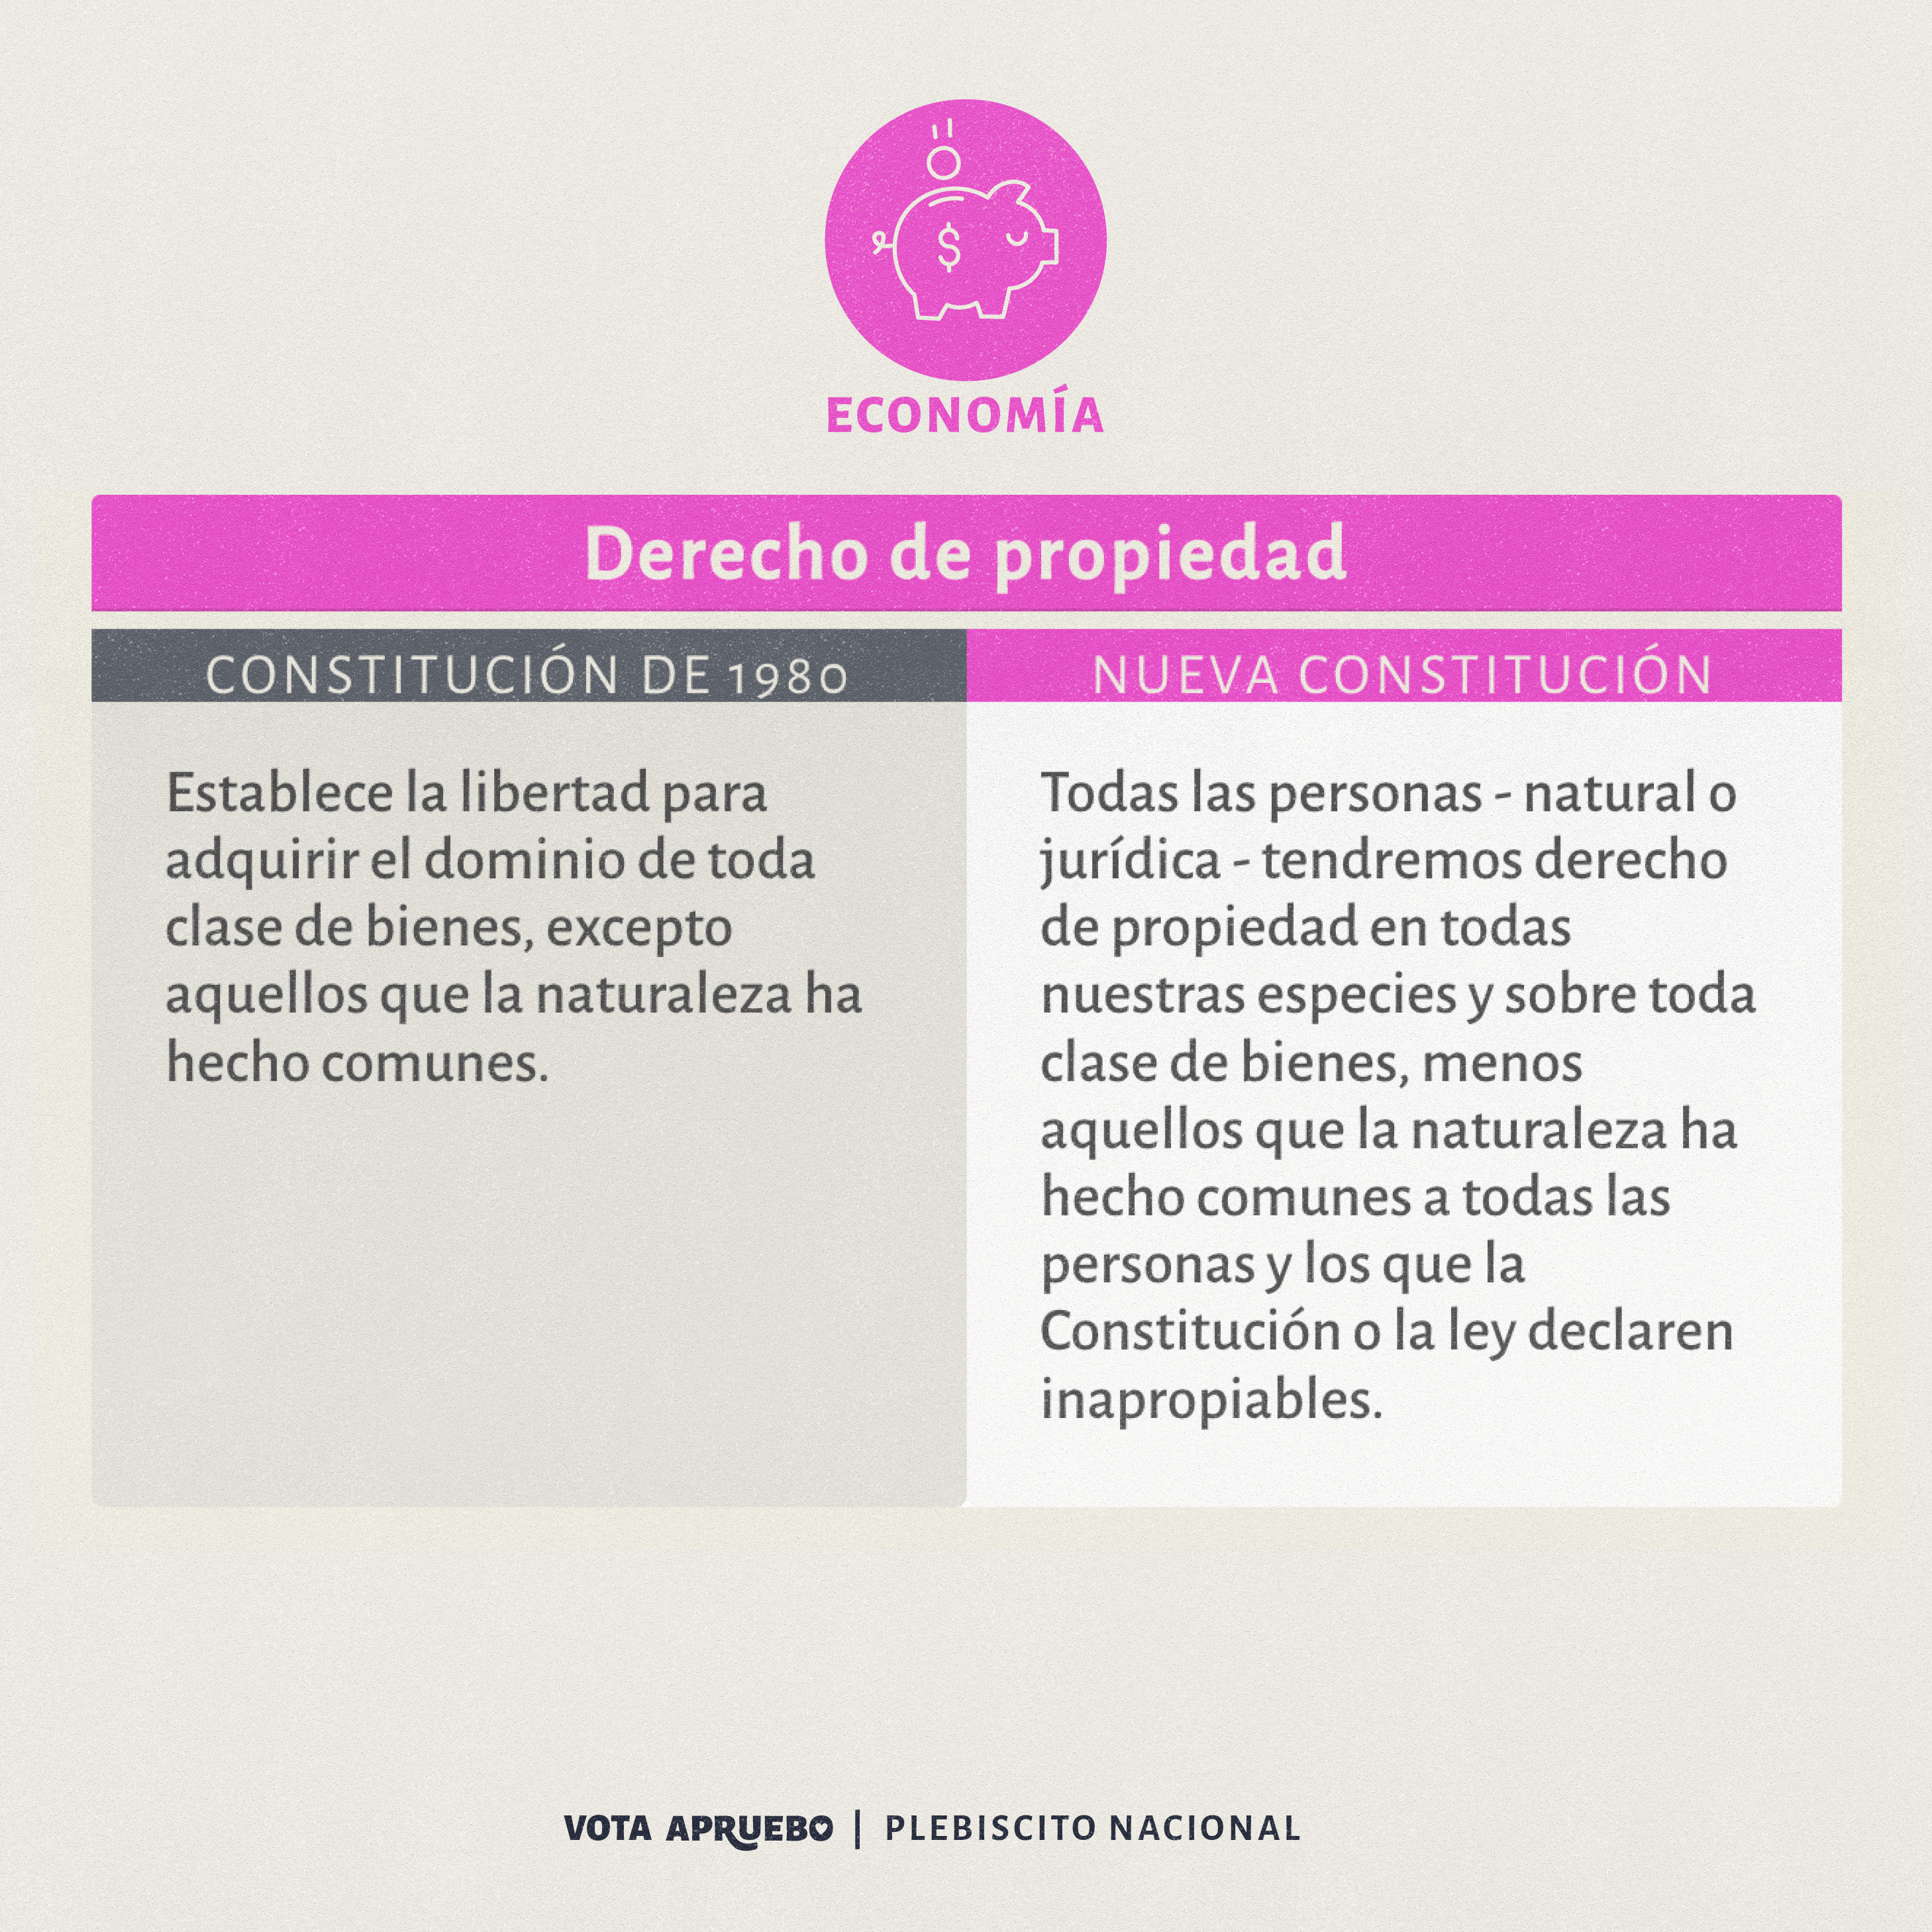 $
ECONOMÍA
Derecho de propiedad
CONSTITUCIÓN DE 1980
Establece la libertad para
adquirir el dominio de toda
clase de bienes, excepto
aquellos que la naturaleza ha
hecho comunes.
NUEVA CONSTITUCIÓN
Todas las personas - natural o
jurídica - tendremos derecho
de propiedad en todas
nuestras especies y sobre toda
clase de bienes, menos
aquellos que la naturaleza ha
hecho comunes a todas las
personas y los que la
Constitución o la ley declaren
inapropiables.
VOTA APRUEBO | PLEBISCITO NACIONAL